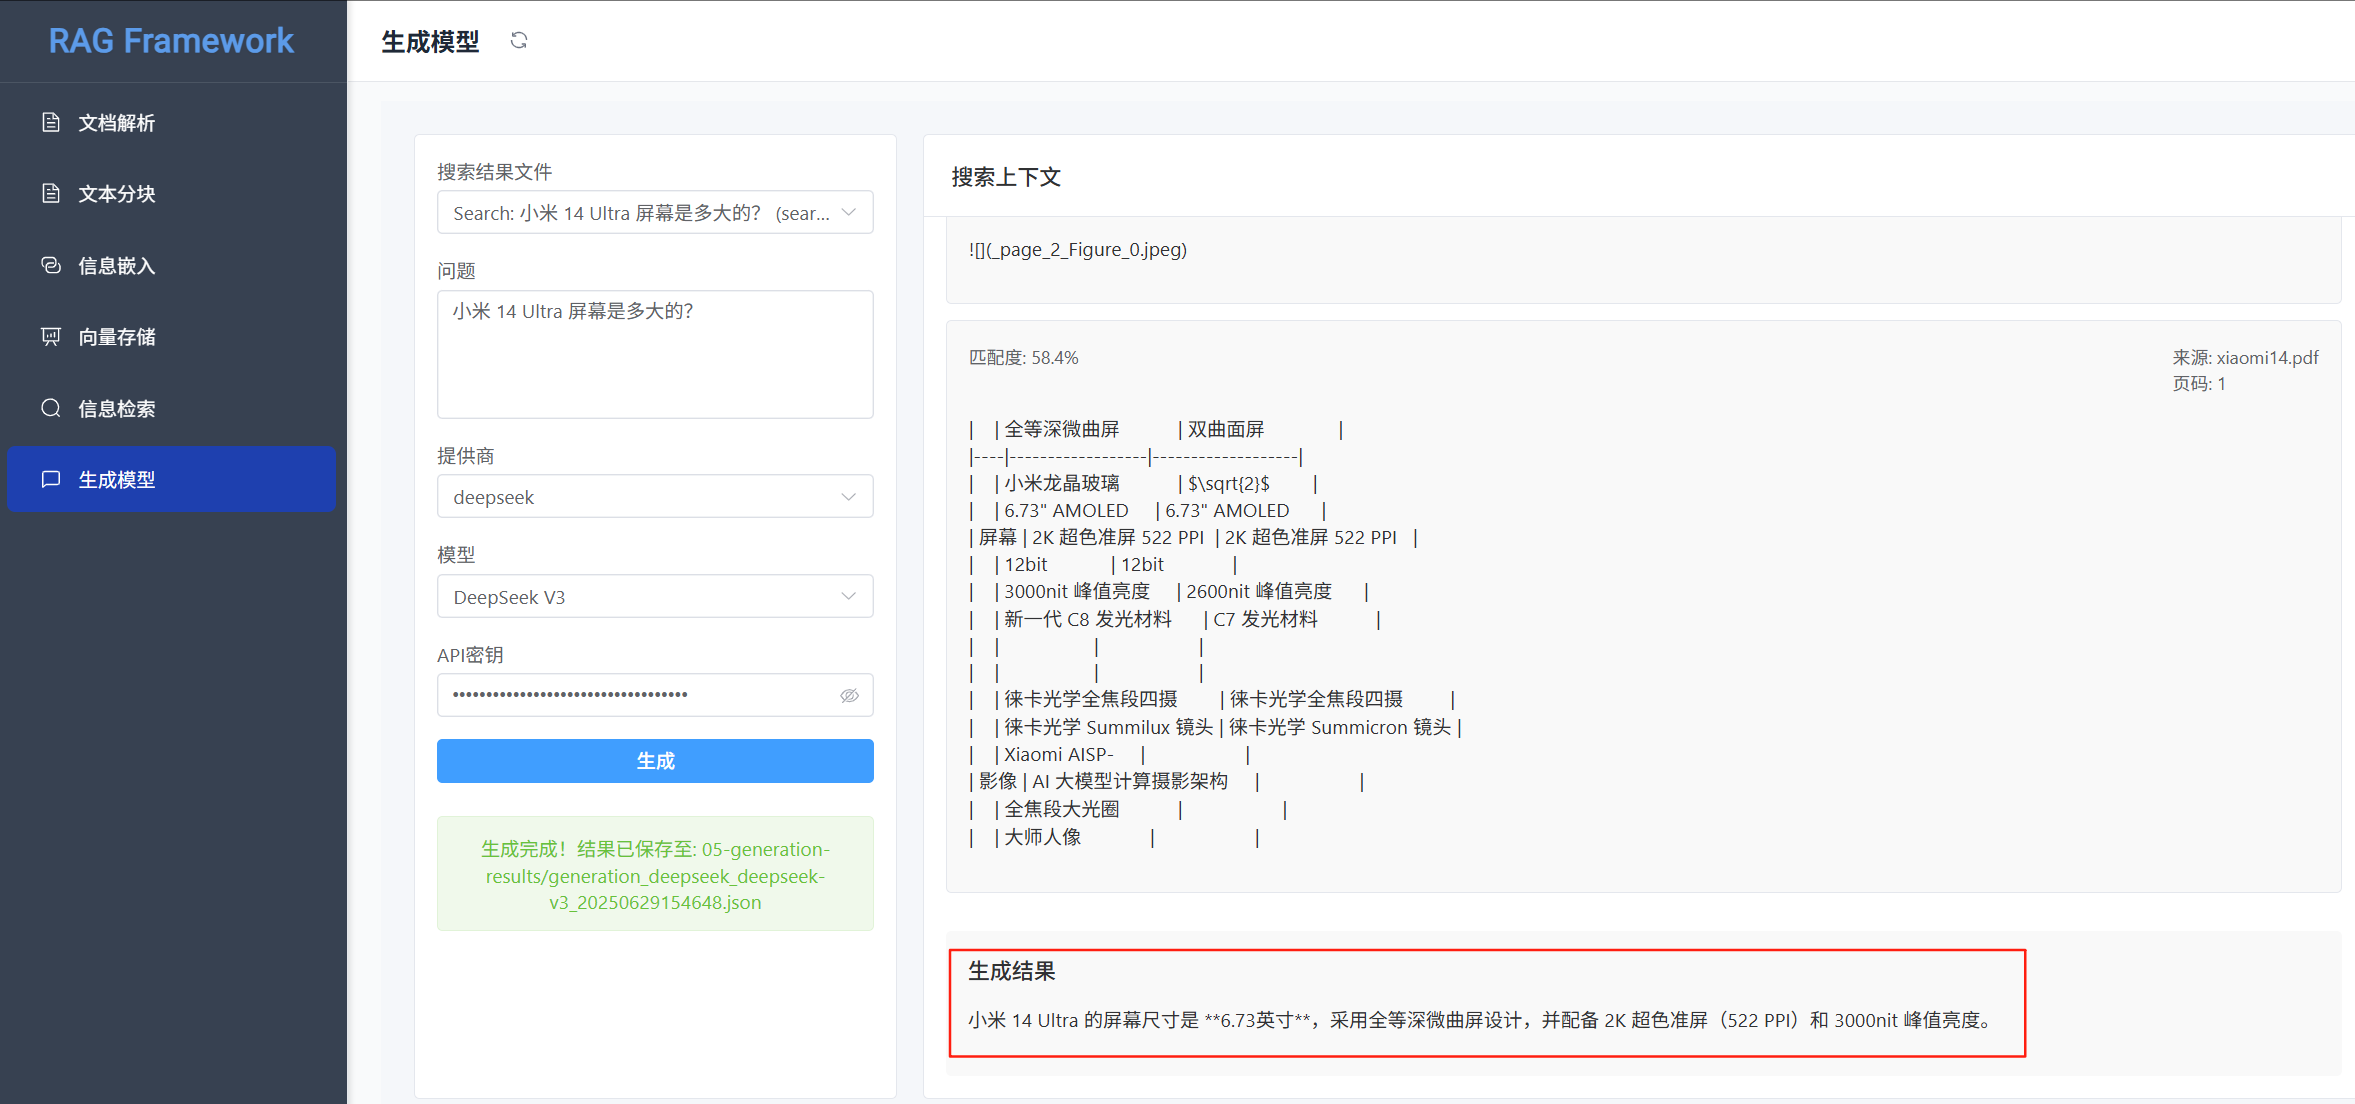 RAG Framework
文档解析
文本分块
信息嵌入
向量存储
信息检索
生成模型
生成模型
搜索结果文件
Search: 小米 14 Ultra 屏幕是多大的？ (sear...
问题
小米 14 Ultra 屏幕是多大的？
提供商
deepseek
模型
DeepSeek V3
API密钥
••••••••••••••••••••••••••••••••••••
生成
生成完成！结果已保存至: 05-generation-
results/generation_deepseek_deepseek-
v3_20250629154648.json
搜索上下文
![](_page_2_Figure_0.jpeg)
匹配度: 58.4%
来源: xiaomi14.pdf
页码: 1
| | 全等深微曲屏 | 双曲面屏 |
|----|------------------|-------------------|
| | 小米龙晶玻璃 | $\sqrt{2}$ |
| | 6.73" AMOLED | 6.73" AMOLED |
| 屏幕 | 2K 超色准屏 522 PPI | 2K 超色准屏 522 PPI |
| | 12bit | 12bit |
| | 3000nit 峰值亮度 | 2600nit 峰值亮度 |
| | 新一代 C8 发光材料 | C7 发光材料 |
| | | |
| | | |
| | 徕卡光学全焦段四摄 | 徕卡光学全焦段四摄 |
| | 徕卡光学 Summilux 镜头 | 徕卡光学 Summicron 镜头 |
| | Xiaomi AISP- | |
| 影像 | AI 大模型计算摄影架构 | |
| | 全焦段大光圈 | |
| | 大师人像 | |
生成结果
小米 14 Ultra 的屏幕尺寸是 **6.73英寸**，采用全等深微曲屏设计，并配备 2K 超色准屏（522 PPI）和 3000nit 峰值亮度。